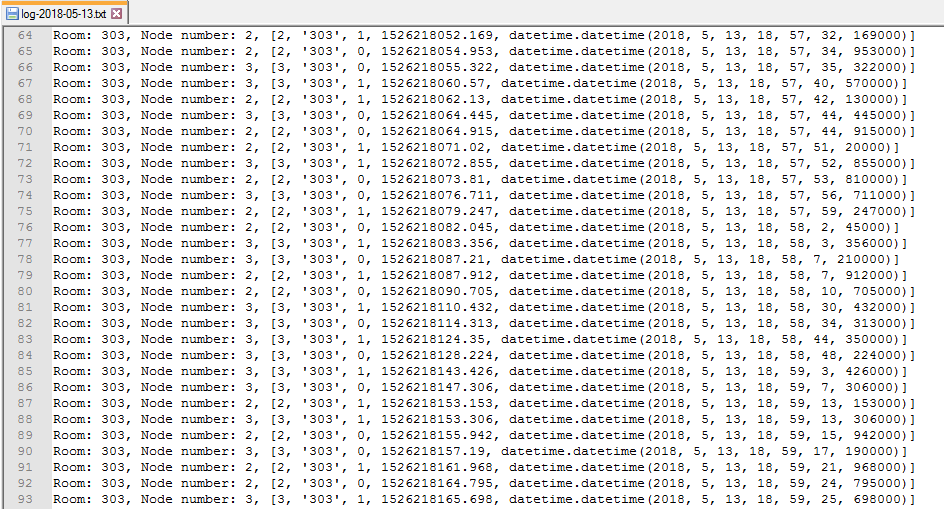 log-2018-05-13.txt
64 Room: 303, Node number: 2, [2, '303', 1, 1526218052.169, datetime.datetime(2018, 5, 13, 18, 57, 32, 169000)]
65 Room: 303, Node number: 2, [2, '303', 0, 1526218054.953, datetime.datetime(2018, 5, 13, 18, 57, 34, 953000)]
66 Room: 303, Node number: 3, [3, '303', 0, 1526218055.322, datetime.datetime(2018, 5, 13, 18, 57, 35, 322000)]
67 Room: 303, Node number: 3, [3, '303', 1, 1526218060.57, datetime.datetime(2018, 5, 13, 18, 57, 40, 570000)]
68 Room: 303, Node number: 2, [2, '303', 1, 1526218062.13, datetime.datetime(2018, 5, 13, 18, 57, 42, 130000)]
69 Room: 303, Node number: 3, [3, '303', 0, 1526218064.445, datetime.datetime(2018, 5, 13, 18, 57, 44, 445000)]
70 Room: 303, Node number: 2, [2, '303', 0, 1526218064.915, datetime.datetime(2018, 5, 13, 18, 57, 44, 915000)]
71 Room: 303, Node number: 2, [2, '303', 1, 1526218071.02, datetime.datetime(2018, 5, 13, 18, 57, 51, 20000)]
72 Room: 303, Node number: 3, [3, '303', 1, 1526218072.855, datetime.datetime(2018, 5, 13, 18, 57, 52, 855000)]
73 Room: 303, Node number: 2, [2, '303', 0, 1526218073.81, datetime.datetime(2018, 5, 13, 18, 57, 53, 810000)]
74 Room: 303, Node number: 3, [3, '303', 0, 1526218076.711, datetime.datetime(2018, 5, 13, 18, 57, 56, 711000)]
75 Room: 303, Node number: 2, [2, '303', 1, 1526218079.247, datetime.datetime(2018, 5, 13, 18, 57, 59, 247000)]
76 Room: 303, Node number: 2, [2, '303', 0, 1526218082.045, datetime.datetime(2018, 5, 13, 18, 58, 2, 45000)]
77 Room: 303, Node number: 3, [3, '303', 1, 1526218083.356, datetime.datetime(2018, 5, 13, 18, 58, 3, 356000)]
78 Room: 303, Node number: 3, [3, '303', 0, 1526218087.21, datetime.datetime(2018, 5, 13, 18, 58, 7, 210000)]
79 Room: 303, Node number: 2, [2, '303', 1, 1526218087.912, datetime.datetime(2018, 5, 13, 18, 58, 7, 912000)]
80 Room: 303, Node number: 2, [2, '303', 0, 1526218090.705, datetime.datetime(2018, 5, 13, 18, 58, 10, 705000)]
81 Room: 303, Node number: 3, [3, '303', 1, 1526218110.432, datetime.datetime(2018, 5, 13, 18, 58, 30, 432000)]
82 Room: 303, Node number: 3, [3, '303', 0, 1526218114.313, datetime.datetime(2018, 5, 13, 18, 58, 34, 313000)]
83 Room: 303, Node number: 3, [3, '303', 1, 1526218124.35, datetime.datetime(2018, 5, 13, 18, 58, 44, 350000)]
84 Room: 303, Node number: 3, [3, '303', 0, 1526218128.224, datetime.datetime(2018, 5, 13, 18, 58, 48, 224000)]
85 Room: 303, Node number: 3, [3, '303', 1, 1526218143.426, datetime.datetime(2018, 5, 13, 18, 59, 3, 426000)]
86 Room: 303, Node number: 3, [3, '303', 0, 1526218147.306, datetime.datetime(2018, 5, 13, 18, 59, 7, 306000)]
87 Room: 303, Node number: 2, [2, '303', 1, 1526218153.153, datetime.datetime(2018, 5, 13, 18, 59, 13, 153000)]
88 Room: 303, Node number: 3, [3, '303', 1, 1526218153.306, datetime.datetime(2018, 5, 13, 18, 59, 13, 306000)]
89 Room: 303, Node number: 2, [2, '303', 0, 1526218155.942, datetime.datetime(2018, 5, 13, 18, 59, 15, 942000)]
90 Room: 303, Node number: 3, [3, '303', 0, 1526218157.19, datetime.datetime(2018, 5, 13, 18, 59, 17, 190000)]
91 Room: 303, Node number: 2, [2, '303', 1, 1526218161.968, datetime.datetime(2018, 5, 13, 18, 59, 21, 968000)]
92 Room: 303, Node number: 2, [2, '303', 0, 1526218164.795, datetime.datetime(2018, 5, 13, 18, 59, 24, 795000)]
93 Room: 303, Node number: 3, [3, '303', 1, 1526218165.698, datetime.datetime(2018, 5, 13, 18, 59, 25, 698000)]